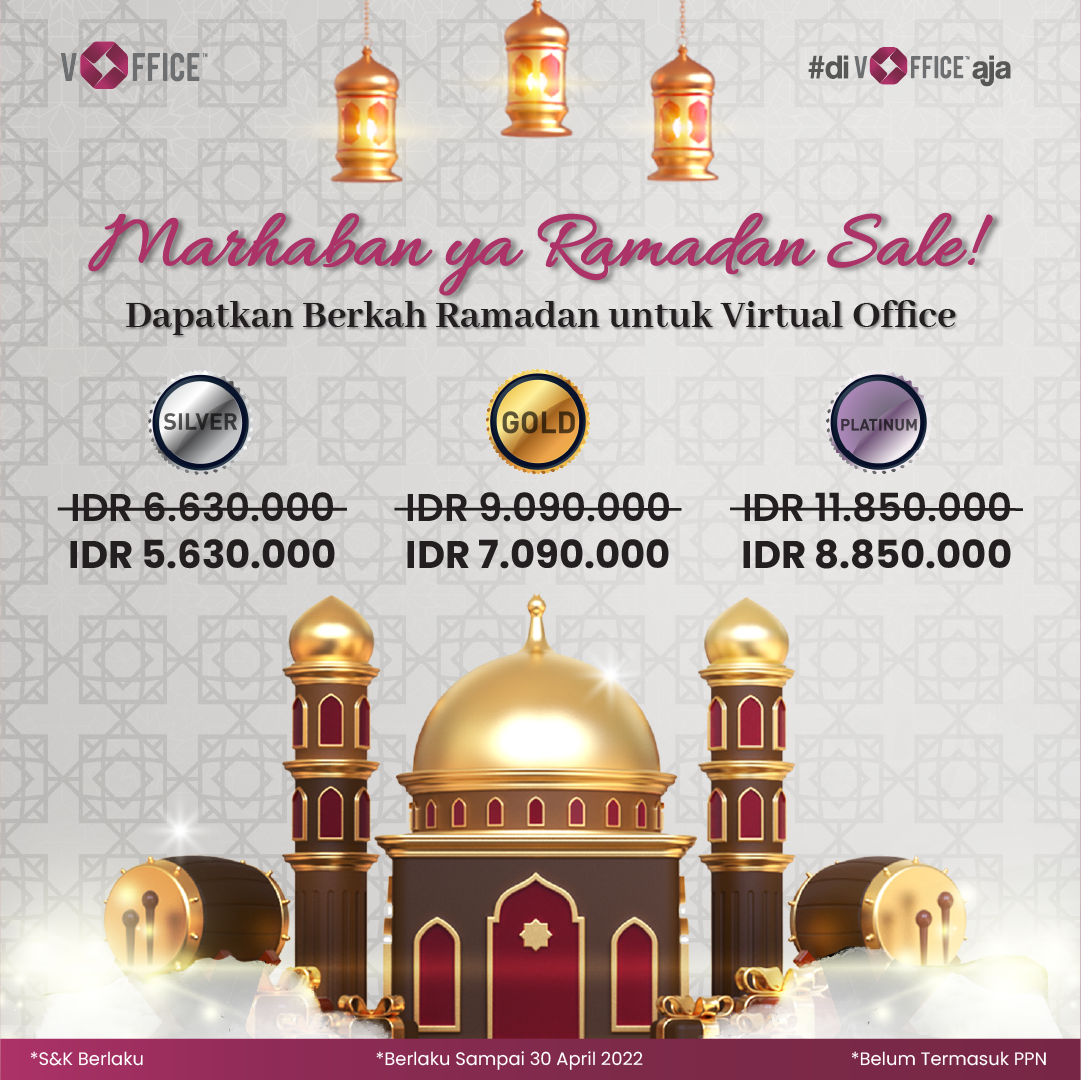 VOFFICE™
#di VOFFICE™ aja
Marhaban ya Ramadan Sale!
Dapatkan Berkah Ramadan untuk Virtual Office
SILVER
GOLD
PLATINUM
IDR 6.630.000
IDR 9.090.000
IDR 11.850.000
IDR 5.630.000
IDR 7.090.000
IDR 8.850.000
*S&K Berlaku
*Berlaku Sampai 30 April 2022
*Belum Termasuk PPN